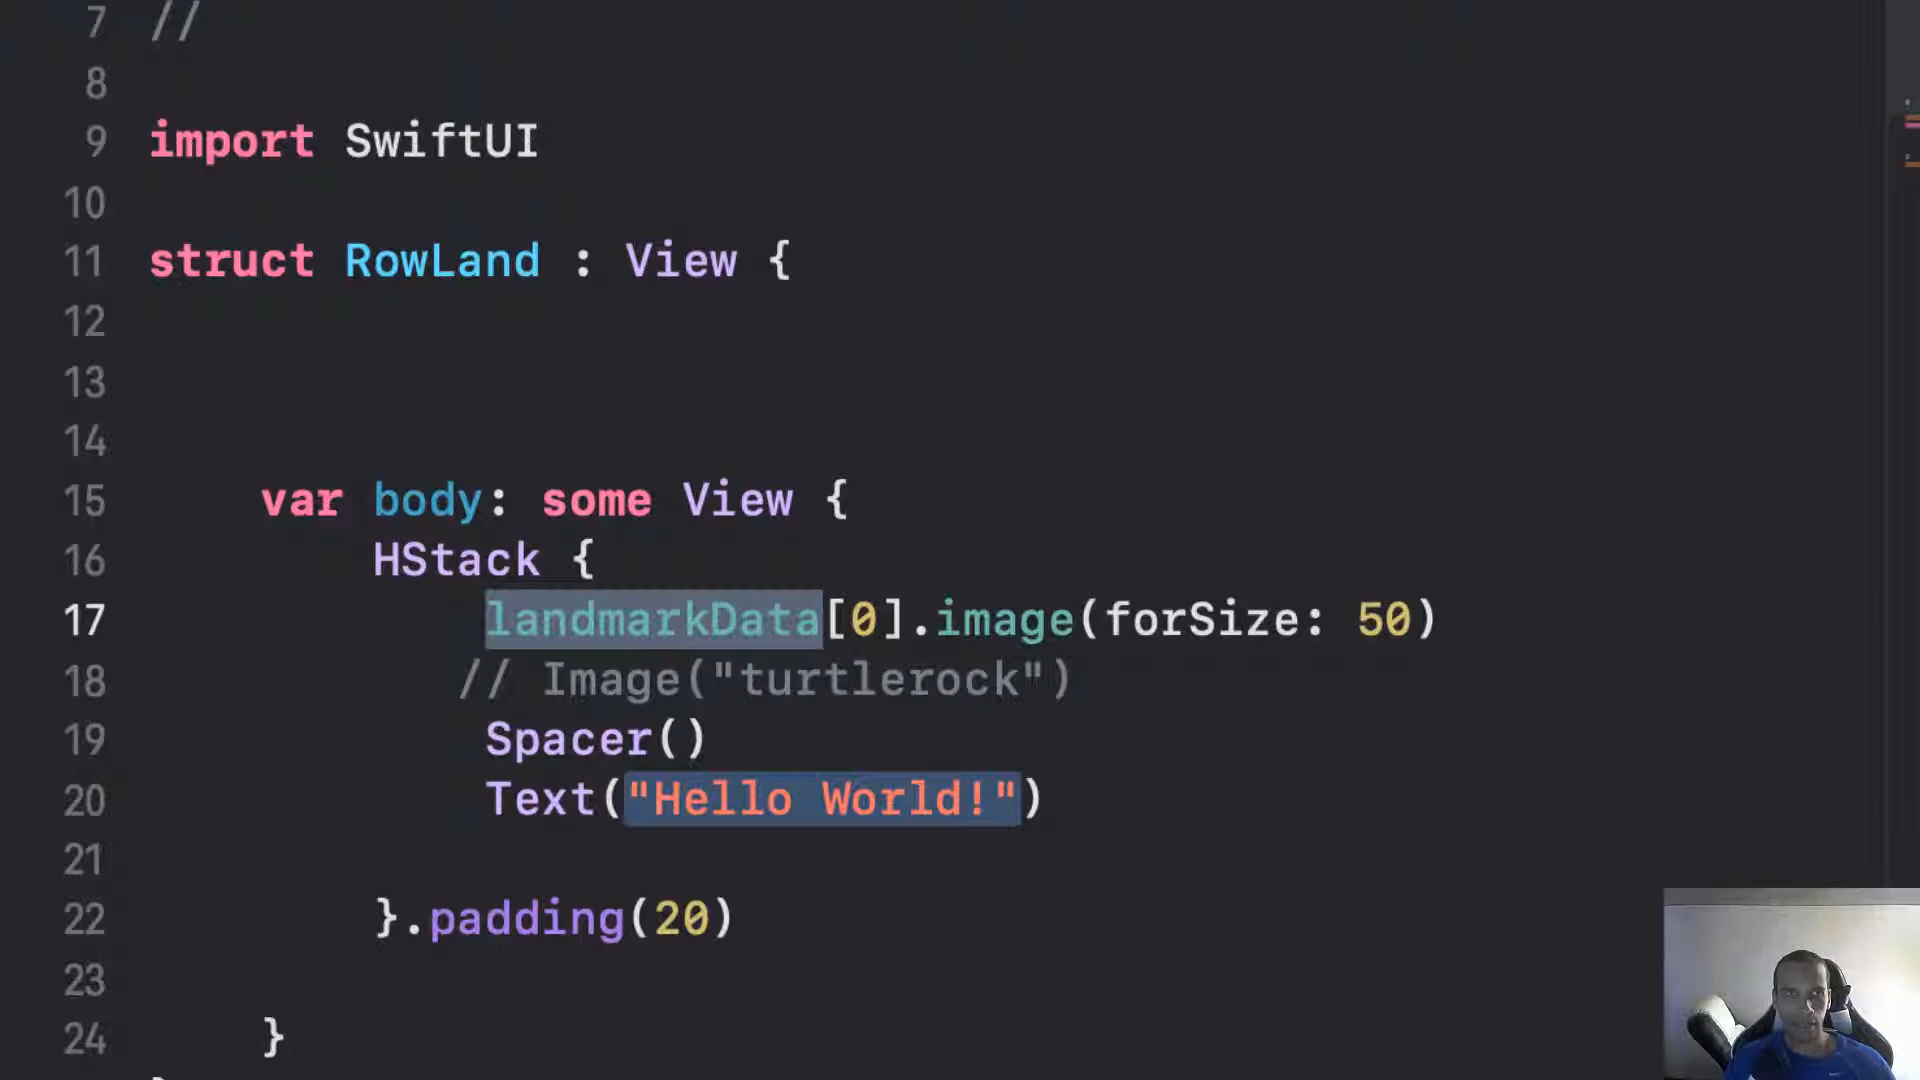 7 //
8
9 import SwiftUI
10
11 struct RowLand : View {
12
13
14
15 var body: some View {
16 HStack {
17 landmarkData[0].image(forSize: 50)
18 // Image("turtlerock")
19 Spacer()
20 Text("Hello World!")
21
22 }.padding(20)
23
24 }